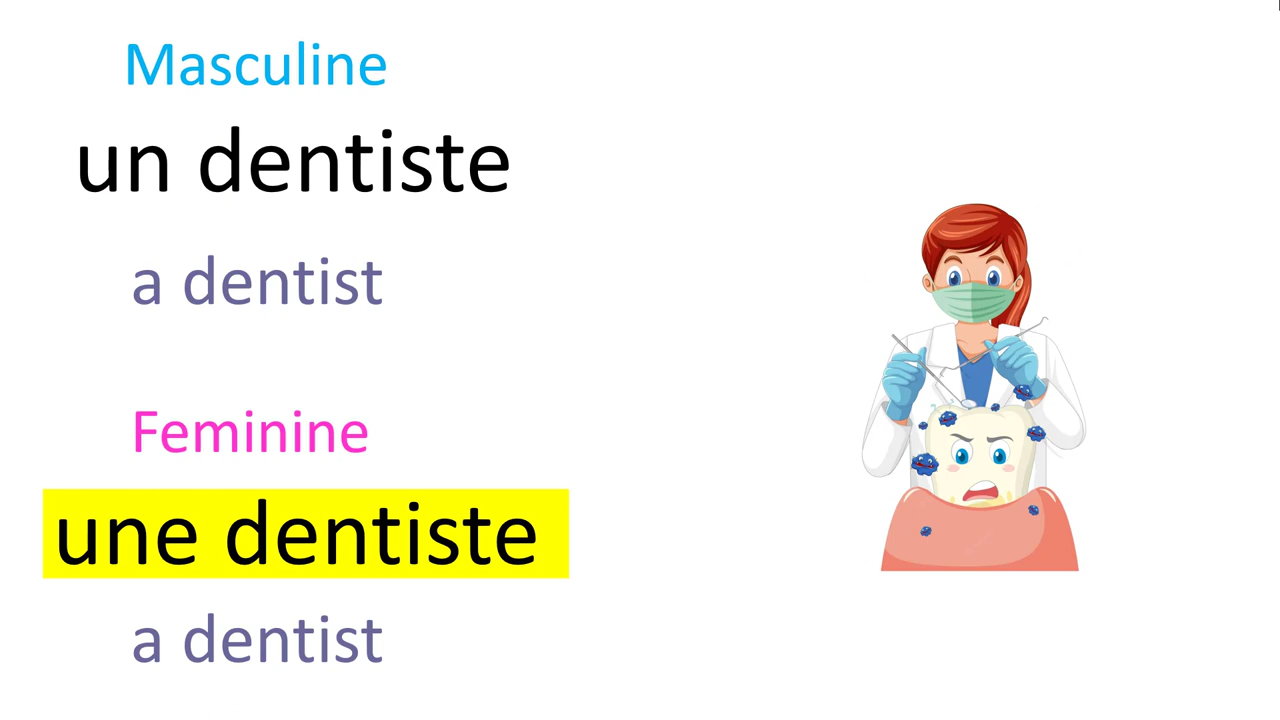 Masculine
un dentiste
a dentist
Feminine
une dentiste
a dentist